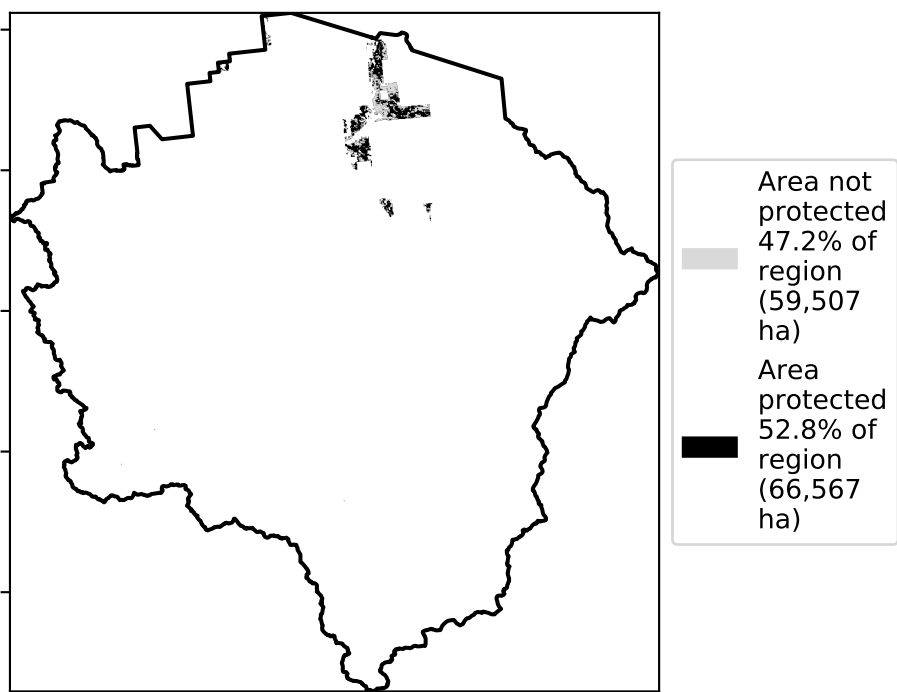 Area not
protected
47.2% of
region
(59,507
ha)
Area
protected
52.8% of
region
(66,567
ha)